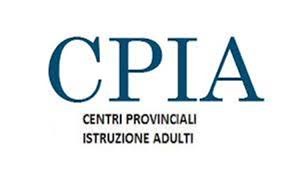 CPIA
CENTRI PROVINCIALI
ISTRUZIONE ADULTI